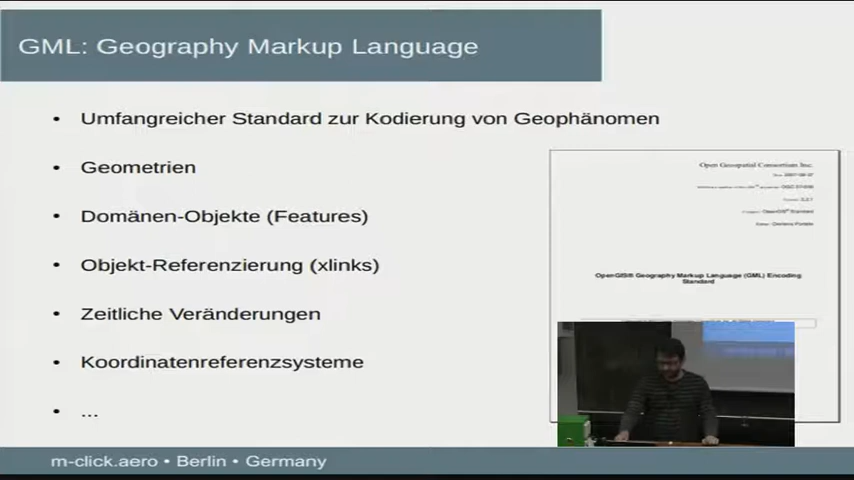 GML: Geography Markup Language
• Umfangreicher Standard zur Kodierung von Geophänomen
• Geometrien
• Domänen-Objekte (Features)
• Objekt-Referenzierung (xlinks)
• Zeitliche Veränderungen
• Koordinatenreferenzsysteme
• ...
Open Geospatial Consortium Inc.
OpenGIS® Geography Markup Language (GML) Encoding
Standard
m-click.aero • Berlin • Germany